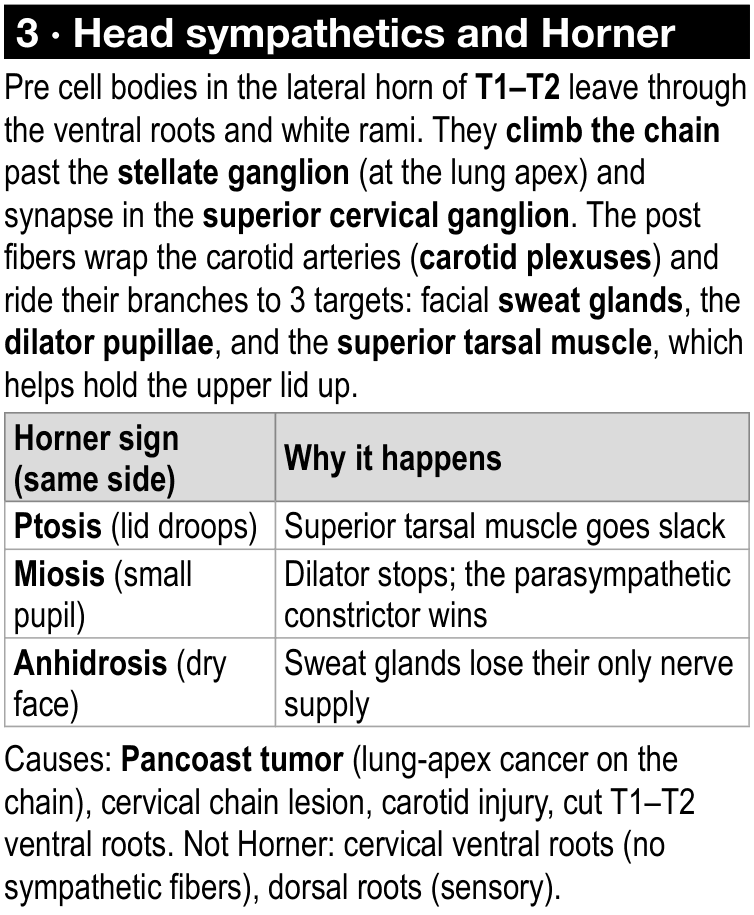 3 · Head sympathetics and Horner
Pre cell bodies in the lateral horn of T1–T2 leave through
the ventral roots and white rami. They climb the chain
past the stellate ganglion (at the lung apex) and
synapse in the superior cervical ganglion. The post
fibers wrap the carotid arteries (carotid plexuses) and
ride their branches to 3 targets: facial sweat glands, the
dilator pupillae, and the superior tarsal muscle, which
helps hold the upper lid up.
Horner sign
(same side)
Why it happens
Ptosis (lid droops)
Superior tarsal muscle goes slack
Miosis (small
pupil)
Dilator stops; the parasympathetic
constrictor wins
Anhidrosis (dry
face)
Sweat glands lose their only nerve
supply
Causes: Pancoast tumor (lung-apex cancer on the
chain), cervical chain lesion, carotid injury, cut T1–T2
ventral roots. Not Horner: cervical ventral roots (no
sympathetic fibers), dorsal roots (sensory).